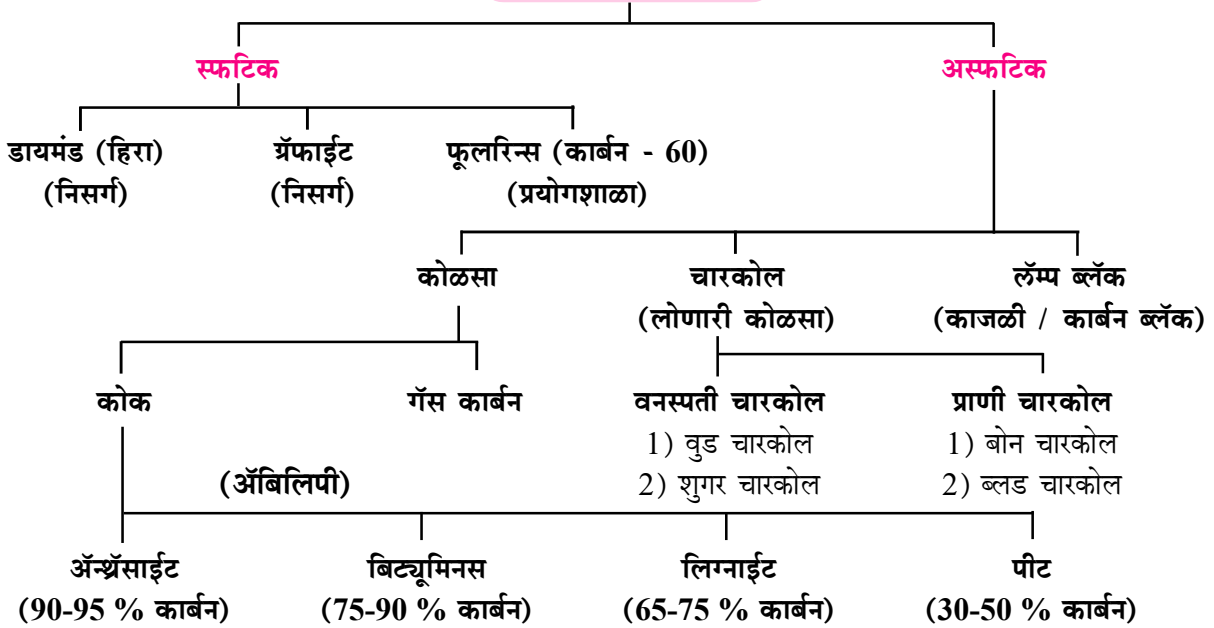 स्फटिक
अस्फटिक
डायमंड (हिरा)
(निसर्ग)
ग्रॅफाईट
(निसर्ग)
फूलरिन्स (कार्बन - 60)
(प्रयोगशाळा)
कोळसा
चारकोल
(लोणारी कोळसा)
लॅम्प ब्लॅक
(काजळी / कार्बन ब्लॅक)
कोक
गॅस कार्बन
वनस्पती चारकोल
1) वुड चारकोल
2) शुगर चारकोल
प्राणी चारकोल
1) बोन चारकोल
2) ब्लड चारकोल
(ॲबिलिपी)
ॲन्थ्रॅसाईट
(90-95 % कार्बन)
बिट्यूमिनस
(75-90 % कार्बन)
लिग्नाईट
(65-75 % कार्बन)
पीट
(30-50 % कार्बन)